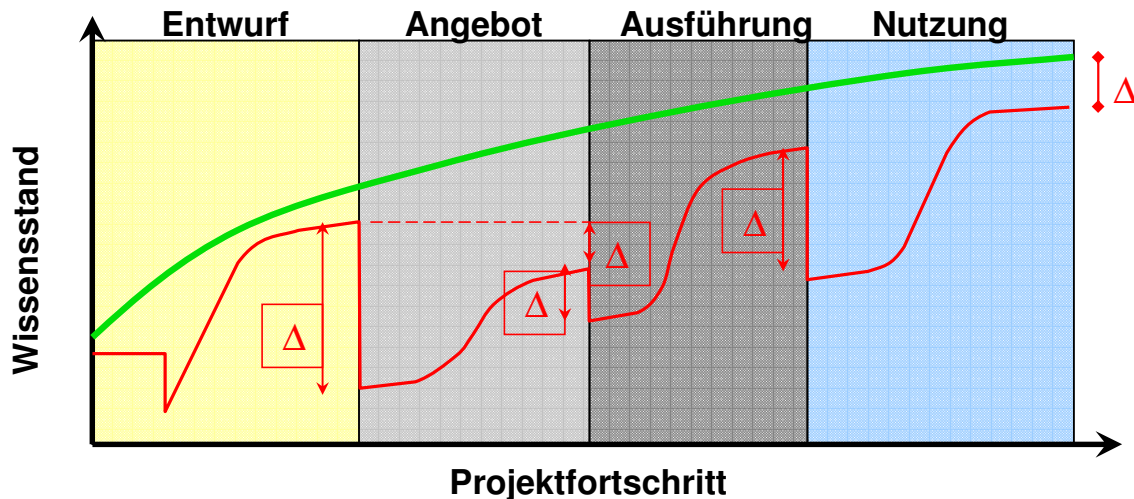 Entwurf Angebot Ausführung Nutzung
Δ
Δ
Δ
Δ
Δ
Wissensstand
Projektfortschritt